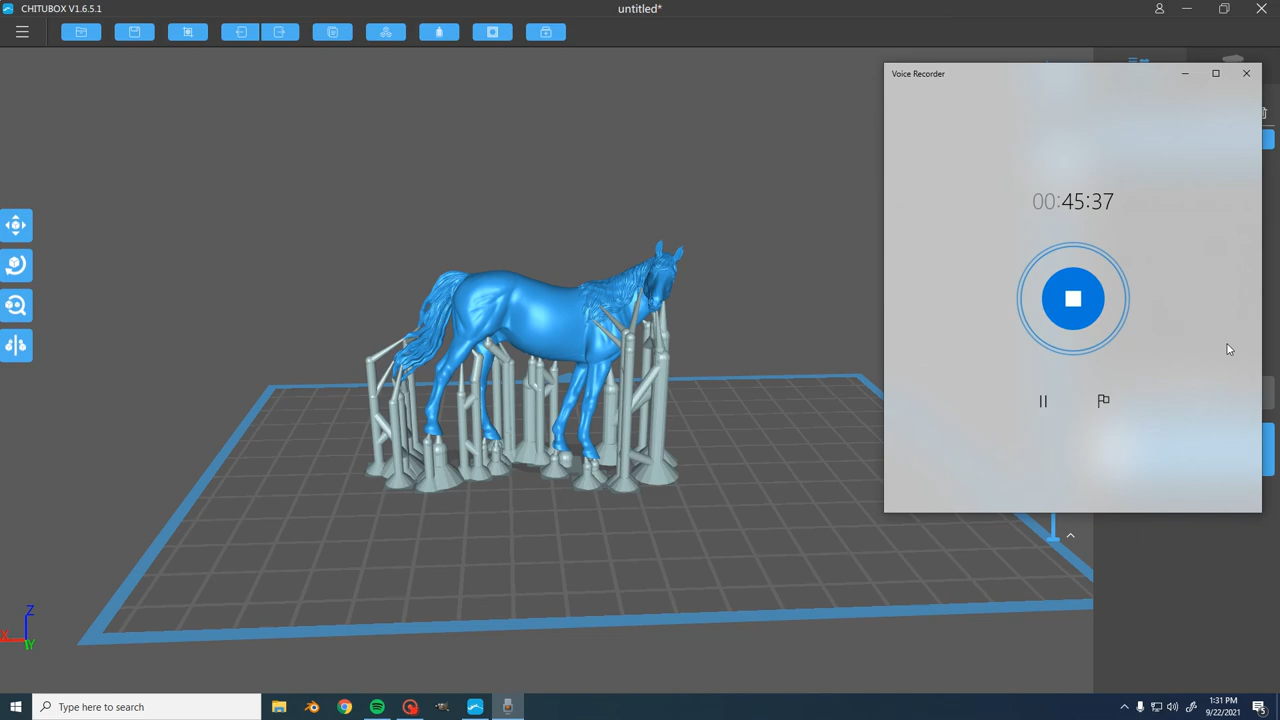 CHITUBOX V1.6.5.1
untitled*
Voice Recorder
00:45:37
Z
X
Y
Type here to search
1:31 PM
9/22/2021
5